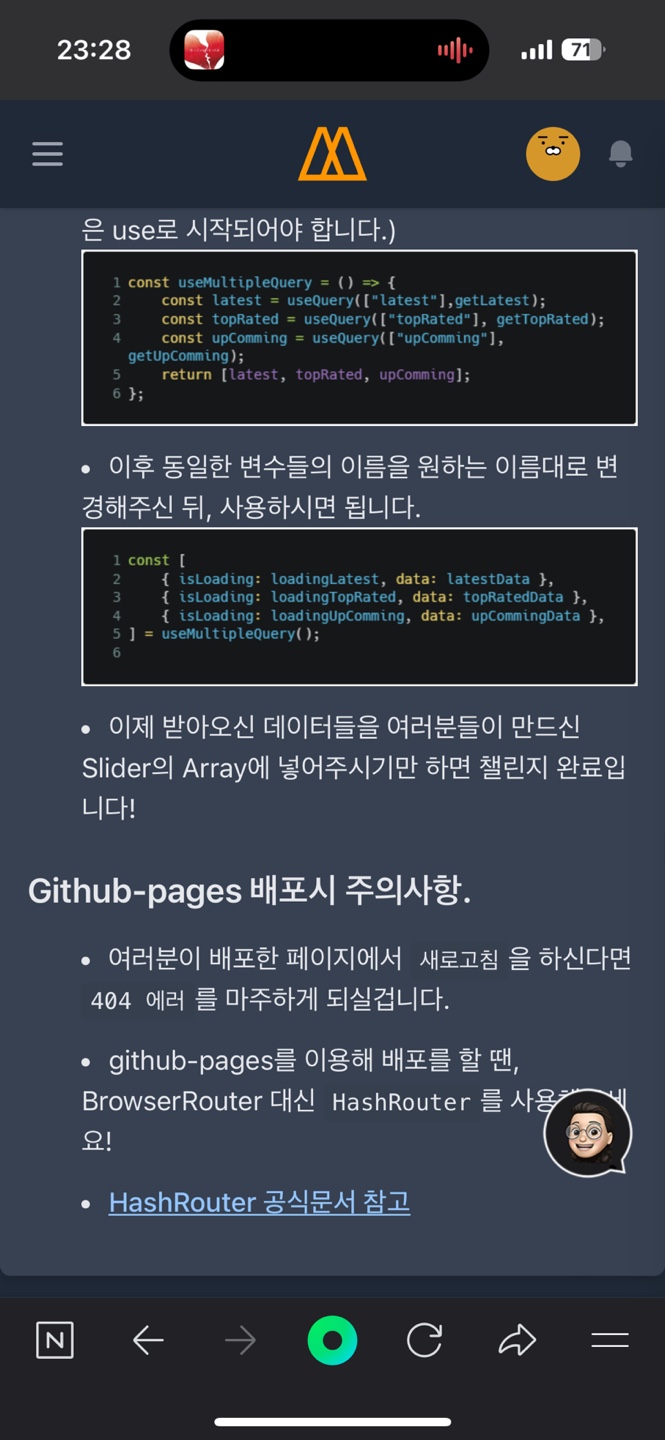 23:28
71
은 use로 시작되어야 합니다.)
1 const useMultipleQuery = () => {
2 const latest = useQuery(["latest"],getLatest);
3 const topRated = useQuery(["topRated"], getTopRated);
4 const upComming = useQuery(["upComming"],
getUpComming);
5 return [latest, topRated, upComming];
6 };
• 이후 동일한 변수들의 이름을 원하는 이름대로 변
경해주신 뒤, 사용하시면 됩니다.
1 const [
2 { isLoading: loadingLatest, data: latestData },
3 { isLoading: loadingTopRated, data: topRatedData },
4 { isLoading: loadingUpComming, data: upCommingData },
5 ] = useMultipleQuery();
6
• 이제 받아오신 데이터들을 여러분들이 만드신
Slider의 Array에 넣어주시기만 하면 챌린지 완료입
니다!
Github-pages 배포시 주의사항.
• 여러분이 배포한 페이지에서 새로고침 을 하신다면
404 에러 를 마주하게 되실겁니다.
• github-pages를 이용해 배포를 할 땐,
BrowserRouter 대신 HashRouter 를 사용
요!
• HashRouter 공식문서 참고
N